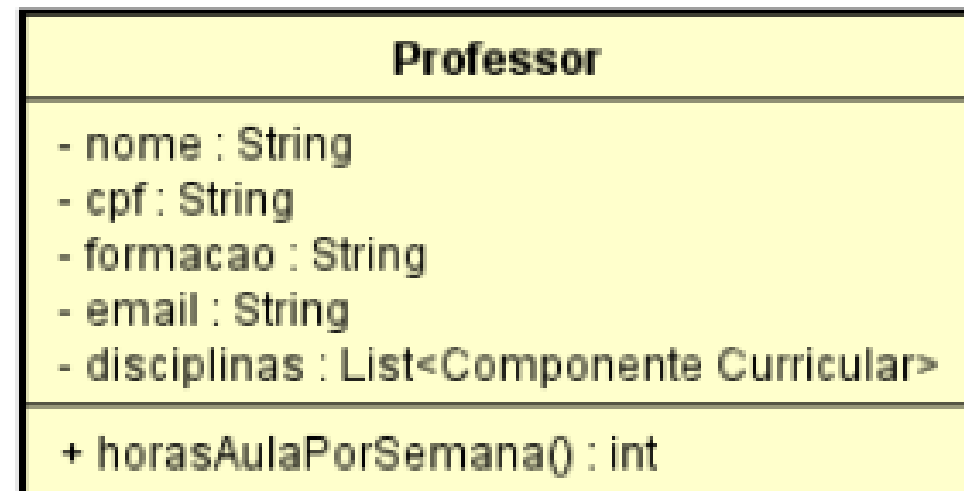 Professor
- nome : String
- cpf : String
- formacao : String
- email : String
- disciplinas : List<Componente Curricular>
+ horasAulaPorSemana() : int